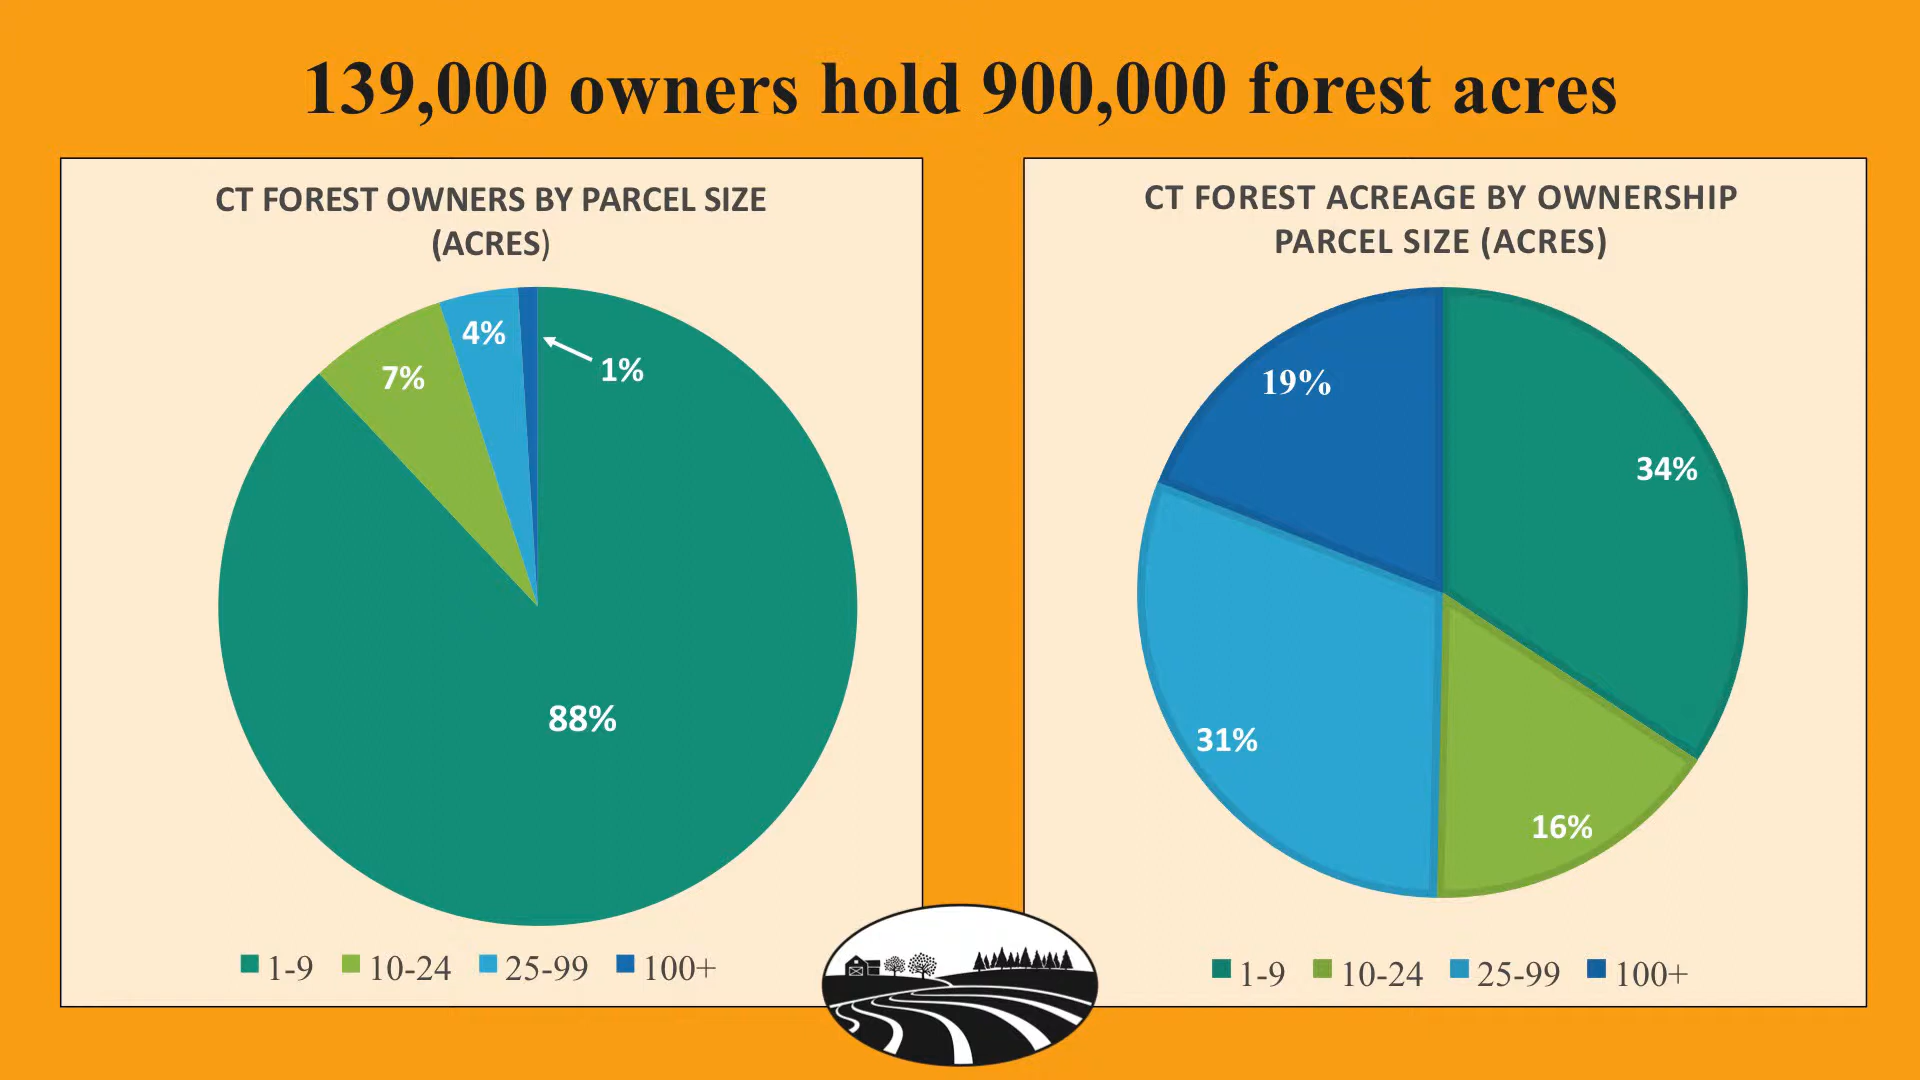 139,000 owners hold 900,000 forest acres
CT FOREST OWNERS BY PARCEL SIZE
(ACRES)
4%
1%
7%
88%
1-9 10-24 25-99 100+
CT FOREST ACREAGE BY OWNERSHIP
PARCEL SIZE (ACRES)
19%
34%
31%
16%
1-9 10-24 25-99 100+